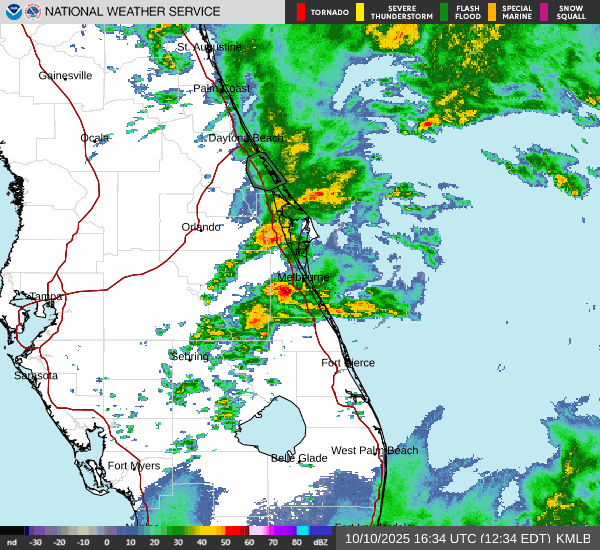 NATIONAL WEATHER SERVICE
TORNADO
SEVERE
THUNDERSTORM
FLASH
FLOOD
SPECIAL
MARINE
SNOW
SQUALL
St. Augustine
Gainesville
Palm Coast
Ocala
Daytona Beach
Orlando
Melbourne
Tampa
Sebring
Fort Pierce
Sarasota
West Palm Beach
Belle Glade
Fort Myers
nd -30 -20 -10 0 10 20 30 40 50 60 70 80 dBZ
10/10/2025 16:34 UTC (12:34 EDT) KMLB